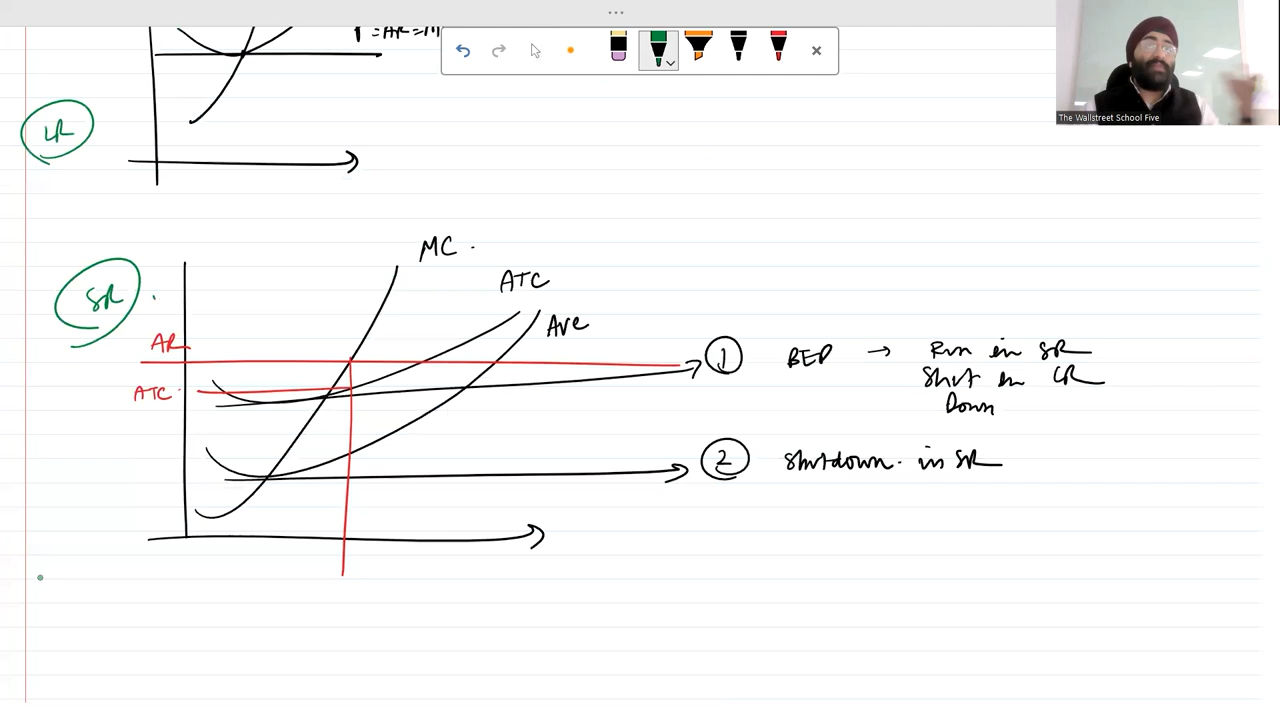 P=AR=M
The Wallstreet School Five
LR
SR
MC
ATC
AVC
AR
ATC
1 BEP → Run in SR
Shut in LR
Down
2 Shutdown in SR